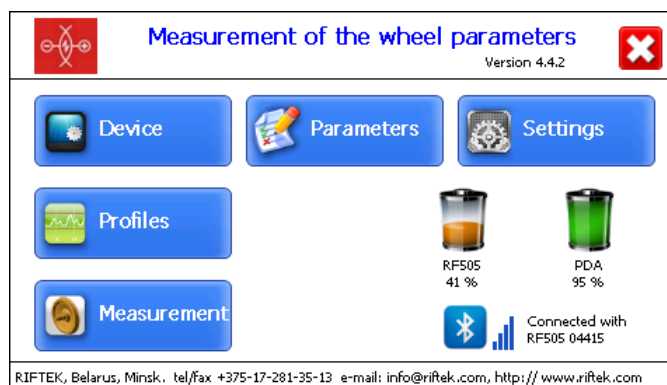 Measurement of the wheel parameters
Version 4.4.2
Device
Parameters
Settings
Profiles
RF505
41 %
PDA
95 %
Measurement
Connected with
RF505 04415
RIFTEK, Belarus, Minsk. tel/fax +375-17-281-35-13 e-mail: info@riftek.com, http:// www.riftek.com